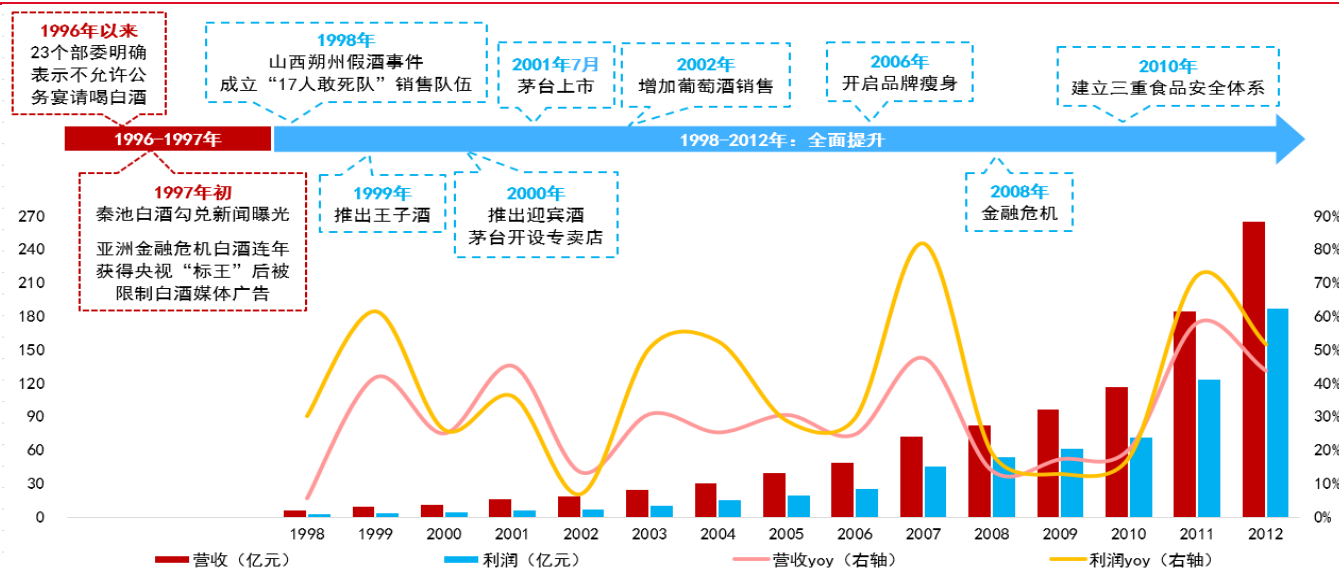 1996年以来
23个部委明确
表示不允许公
务宴请喝白酒
1998年
山西朔州假酒事件
成立“17人敢死队”销售队伍
2001年7月
茅台上市
2002年
增加葡萄酒销售
2006年
开启品牌瘦身
2010年
建立三重食品安全体系
1996-1997年
1998-2012年：全面提升
1997年初
秦池白酒勾兑新闻曝光
亚洲金融危机白酒连年
获得央视“标王”后被
限制白酒媒体广告
1999年
推出王子酒
2000年
推出迎宾酒
茅台开设专卖店
2008年
金融危机
270
240
210
180
150
120
90
60
30
0
90%
80%
70%
60%
50%
40%
30%
20%
10%
0%
1998 1999 2000 2001 2002 2003 2004 2005 2006 2007 2008 2009 2010 2011 2012
营收（亿元） 利润（亿元） 营收yoy（右轴） 利润yoy（右轴）